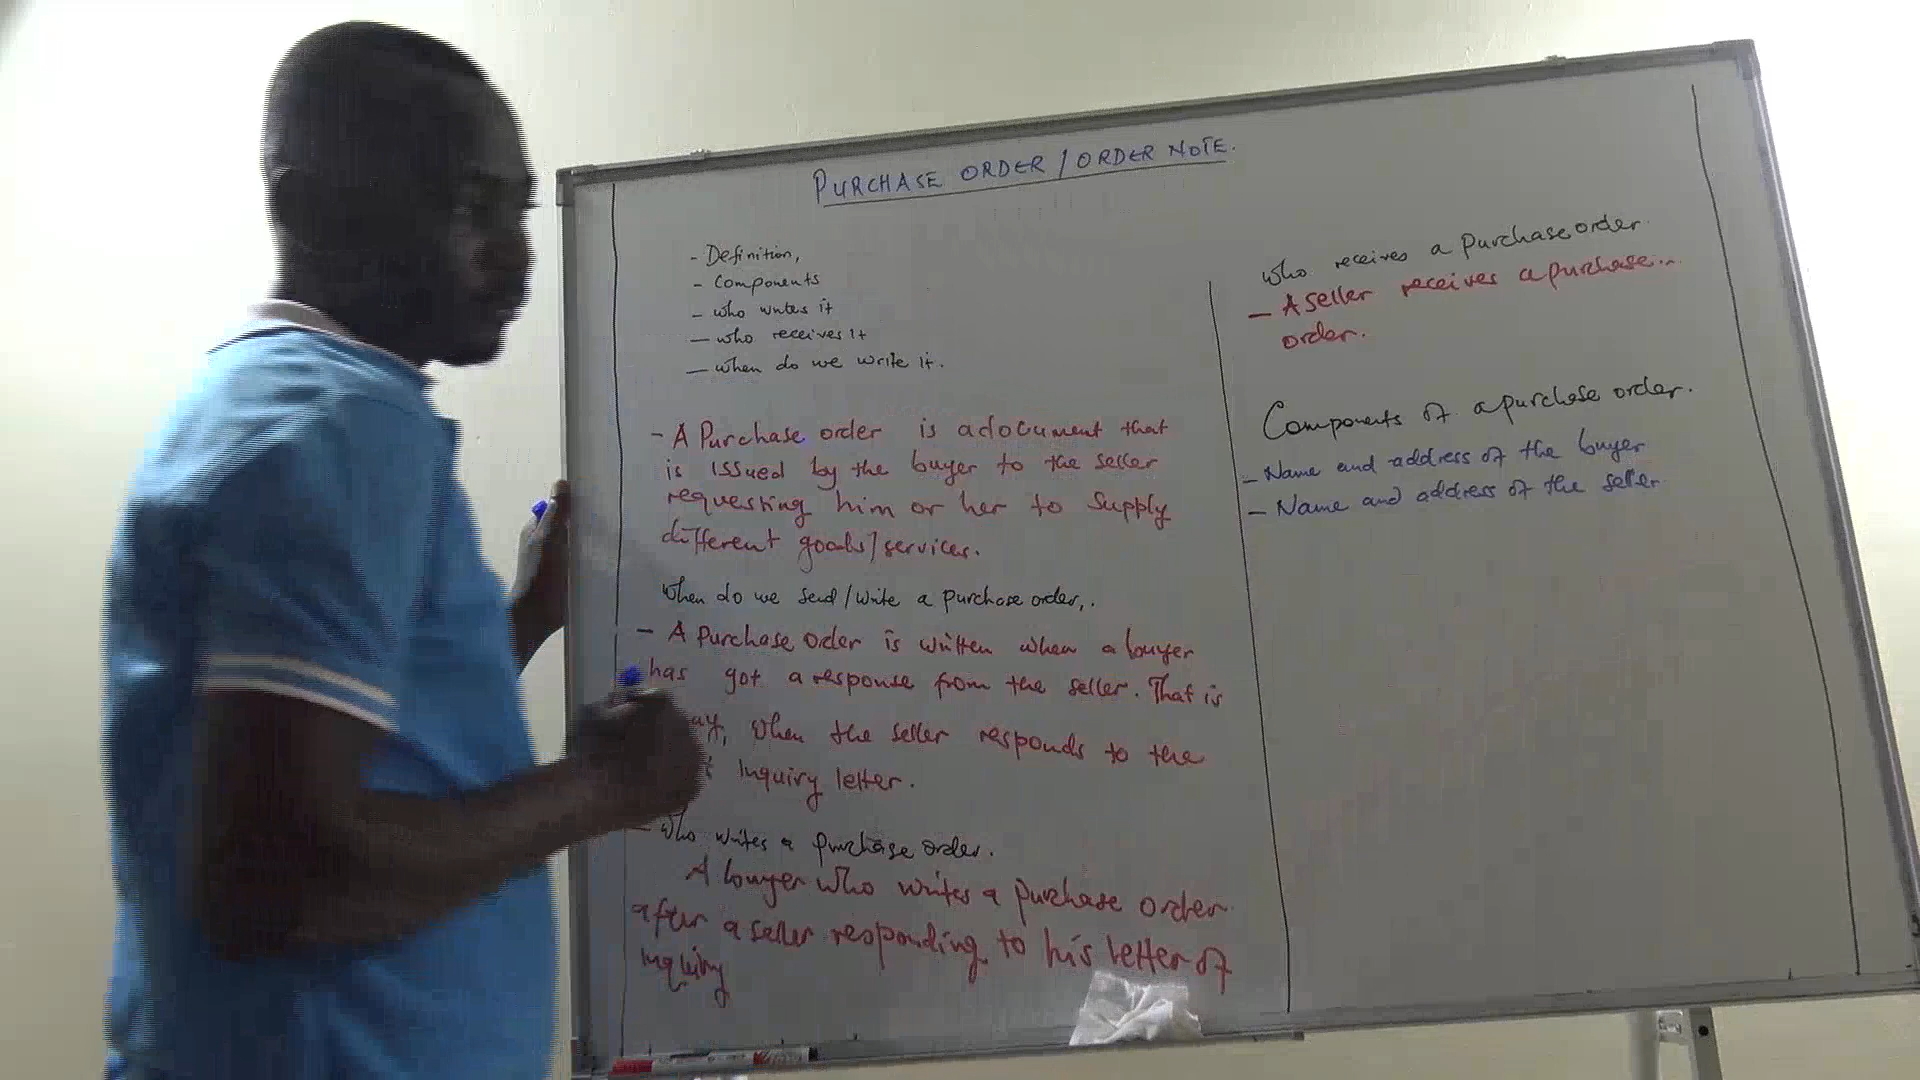 PURCHASE ORDER / ORDER NOTE.
- Definition,
- Components
- who writes it
- who receives it
- when do we write it.
- A Purchase order is a document that
is issued by the buyer to the seller
requesting him or her to supply
different goods/services.
When do we send/write a purchase order,.
- A Purchase order is written when a buyer
has got a response from the seller. That is
ay, when the seller responds to the
inquiry letter.
- Who writes a purchase order.
A buyer who writes a purchase order
after a seller responding to his letter of
inquiry
who receives a purchase order.
- A seller receives a purchase...
order.
Components of a purchase order.
- Name and address of the buyer
- Name and address of the seller.